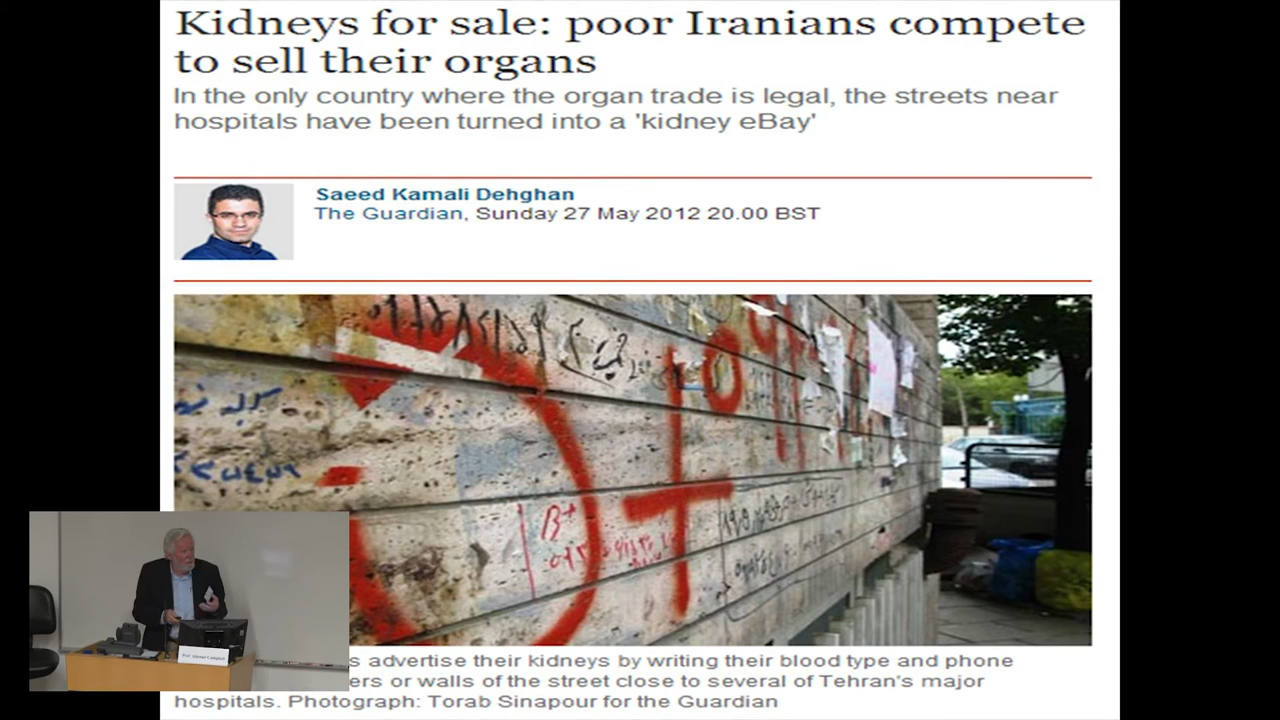 Kidneys for sale: poor Iranians compete
to sell their organs
In the only country where the organ trade is legal, the streets near
hospitals have been turned into a 'kidney eBay'
Saeed Kamali Dehghan
The Guardian, Sunday 27 May 2012 20.00 BST
B+
s advertise their kidneys by writing their blood type and phone
ers or walls of the street close to several of Tehran's major
hospitals. Photograph: Torab Sinapour for the Guardian